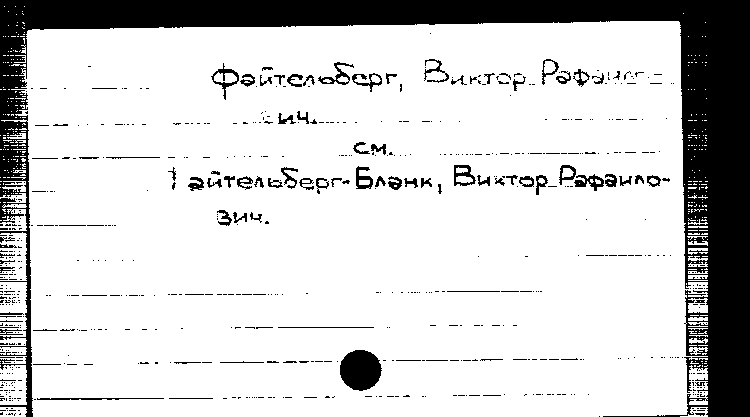 Файтельберг, Виктор Рафаило-
вич.
см.
Файтельберг-Бланк, Виктор Рафаило-
вич.